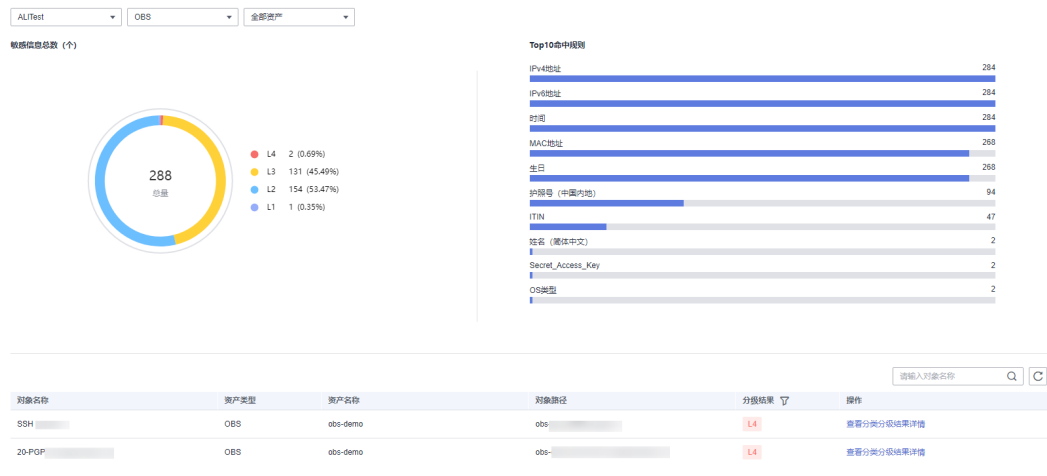 ALITest OBS 全部资产
敏感信息总数（个）
288
总量
L4 2 (0.69%)
L3 131 (45.49%)
L2 154 (53.47%)
L1 1 (0.35%)
Top10命中规则
IPv4地址 284
IPv6地址 284
时间 284
MAC地址 268
生日 268
护照号（中国内地） 94
ITIN 47
姓名（简体中文） 2
Secret_Access_Key 2
OS类型 2
请输入对象名称
对象名称 资产类型 资产名称 对象路径 分级结果 操作
SSH OBS obs-demo obs L4 查看分类分级结果详情
20-PGP OBS obs-demo obs- L4 查看分类分级结果详情